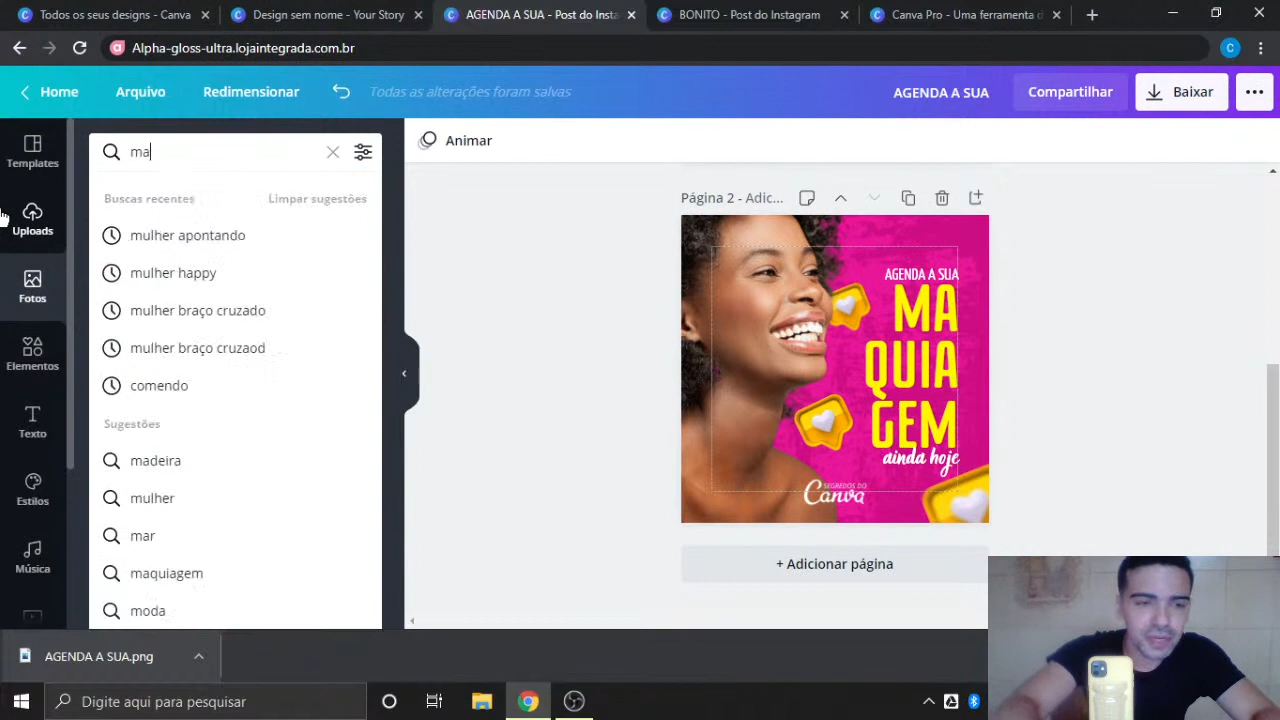 Todos os seus designs - Canva
Design sem nome - Your Story
AGENDA A SUA - Post do Insta
BONITO - Post do Instagram
Canva Pro - Uma ferramenta d
Alpha-gloss-ultra.lojaintegrada.com.br
C
Home
Arquivo
Redimensionar
Todas as alterações foram salvas
AGENDA A SUA
Compartilhar
Baixar
Templates
Uploads
Fotos
Elementos
Texto
Estilos
Música
ma
Buscas recentes
Limpar sugestões
mulher apontando
mulher happy
mulher braço cruzado
mulher braço cruzaod
comendo
Sugestões
madeira
mulher
mar
maquiagem
moda
Animar
Página 2 - Adic...
AGENDA A SUA
MA
QUIA
GEM
ainda hoje
SEGREDOS DO
Canva
+ Adicionar página
AGENDA A SUA.png
Digite aqui para pesquisar